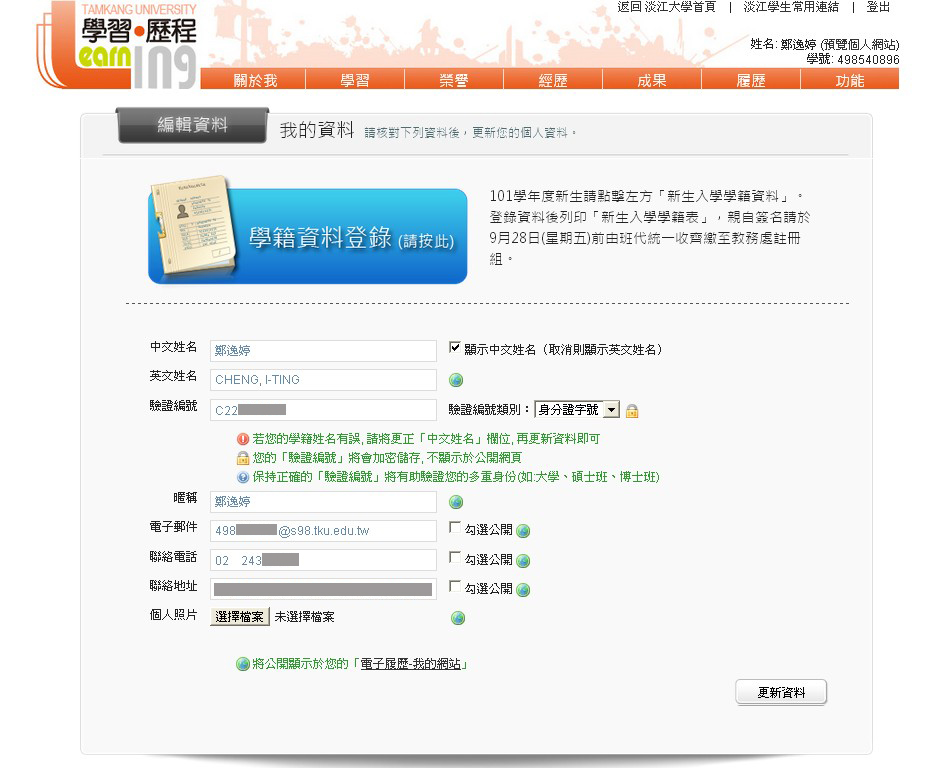 TAMKANG UNIVERSITY
學習•歷程
Learning
返回 淡江大學首頁 | 淡江學生常用連結 | 登出
姓名: 鄭逸婷 (預覽個人網站)
學號: 498540896
關於我 學習 榮譽 經歷 成果 履歷 功能
編輯資料 我的資料 請核對下列資料後，更新您的個人資料。
學籍資料登錄 (請按此)
101學年度新生請點擊左方「新生入學學籍資料」。
登錄資料後列印「新生入學學籍表」，親自簽名請於
9月28日(星期五)前由班代統一收齊繳至教務處註冊
組。
中文姓名 鄭逸婷 顯示中文姓名（取消則顯示英文姓名）
英文姓名 CHENG, I-TING
驗證編號 C22 驗證編號類別： 身分證字號
若您的學籍姓名有誤, 請將更正「中文姓名」欄位, 再更新資料即可
您的「驗證編號」將會加密儲存, 不顯示於公開網頁
保持正確的「驗證編號」將有助驗證您的多重身份(如:大學、碩士班、博士班)
暱稱 鄭逸婷
電子郵件 498 @s98.tku.edu.tw 勾選公開
聯絡電話 02 243 勾選公開
聯絡地址 勾選公開
個人照片 選擇檔案 未選擇檔案
將公開顯示於您的「電子履歷-我的網站」
更新資料